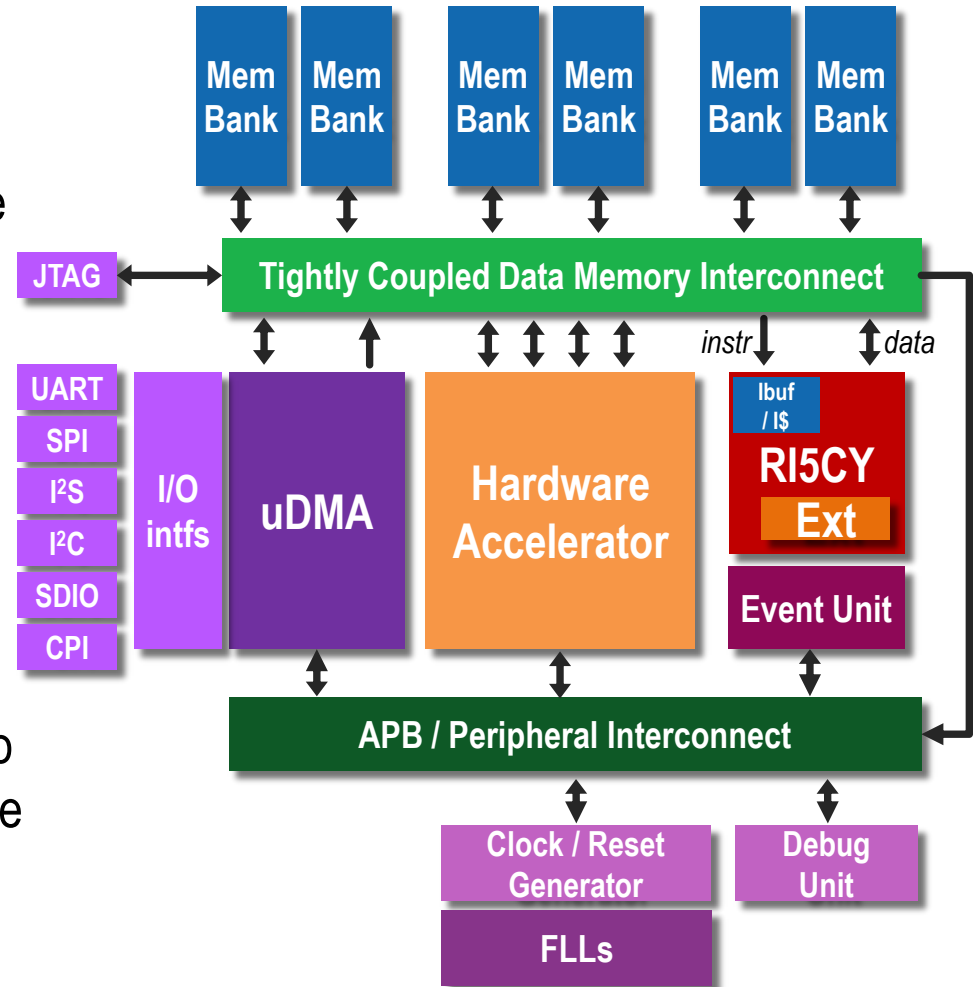 Mem
Bank
Mem
Bank
Mem
Bank
Mem
Bank
Mem
Bank
Mem
Bank
e
JTAG
Tightly Coupled Data Memory Interconnect
instr
data
UART
SPI
I²S
I²C
SDIO
CPI
I/O
intfs
uDMA
Hardware
Accelerator
Ibuf
/ I$
RI5CY
Ext
Event Unit
o
e
APB / Peripheral Interconnect
Clock / Reset
Generator
Debug
Unit
FLLs